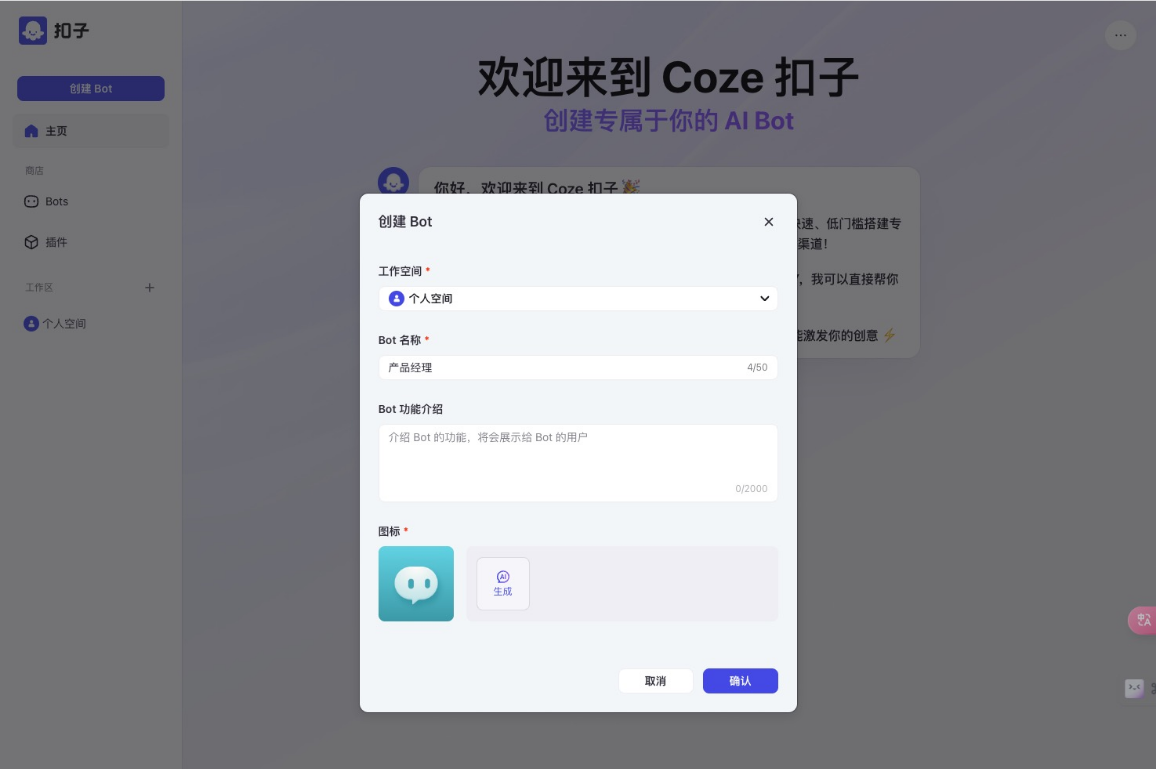 扣子
创建 Bot
主页
商店
Bots
插件
工作区
个人空间
欢迎来到 Coze 扣子
创建专属于你的 AI Bot
你好，欢迎来到 Coze 扣子 🎉
速、低门槛搭建专
渠道！
，我可以直接帮你
能激发你的创意 ⚡
创建 Bot
工作空间 *
个人空间
Bot 名称 *
产品经理 4/50
Bot 功能介绍
介绍 Bot 的功能，将会展示给 Bot 的用户
0/2000
图标 *
AI
生成
取消 确认